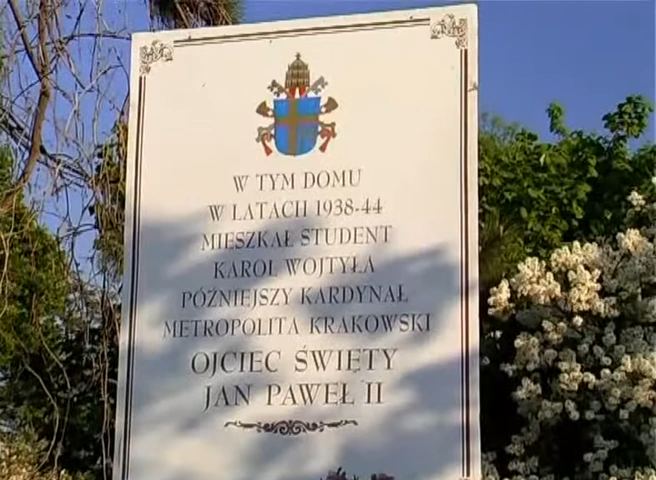 W TYM DOMU
W LATACH 1938-44
MIESZKAŁ STUDENT
KAROL WOJTYŁA
PÓŹNIEJSZY KARDYNAŁ
METROPOLITA KRAKOWSKI
OJCIEC ŚWIĘTY
JAN PAWEŁ II